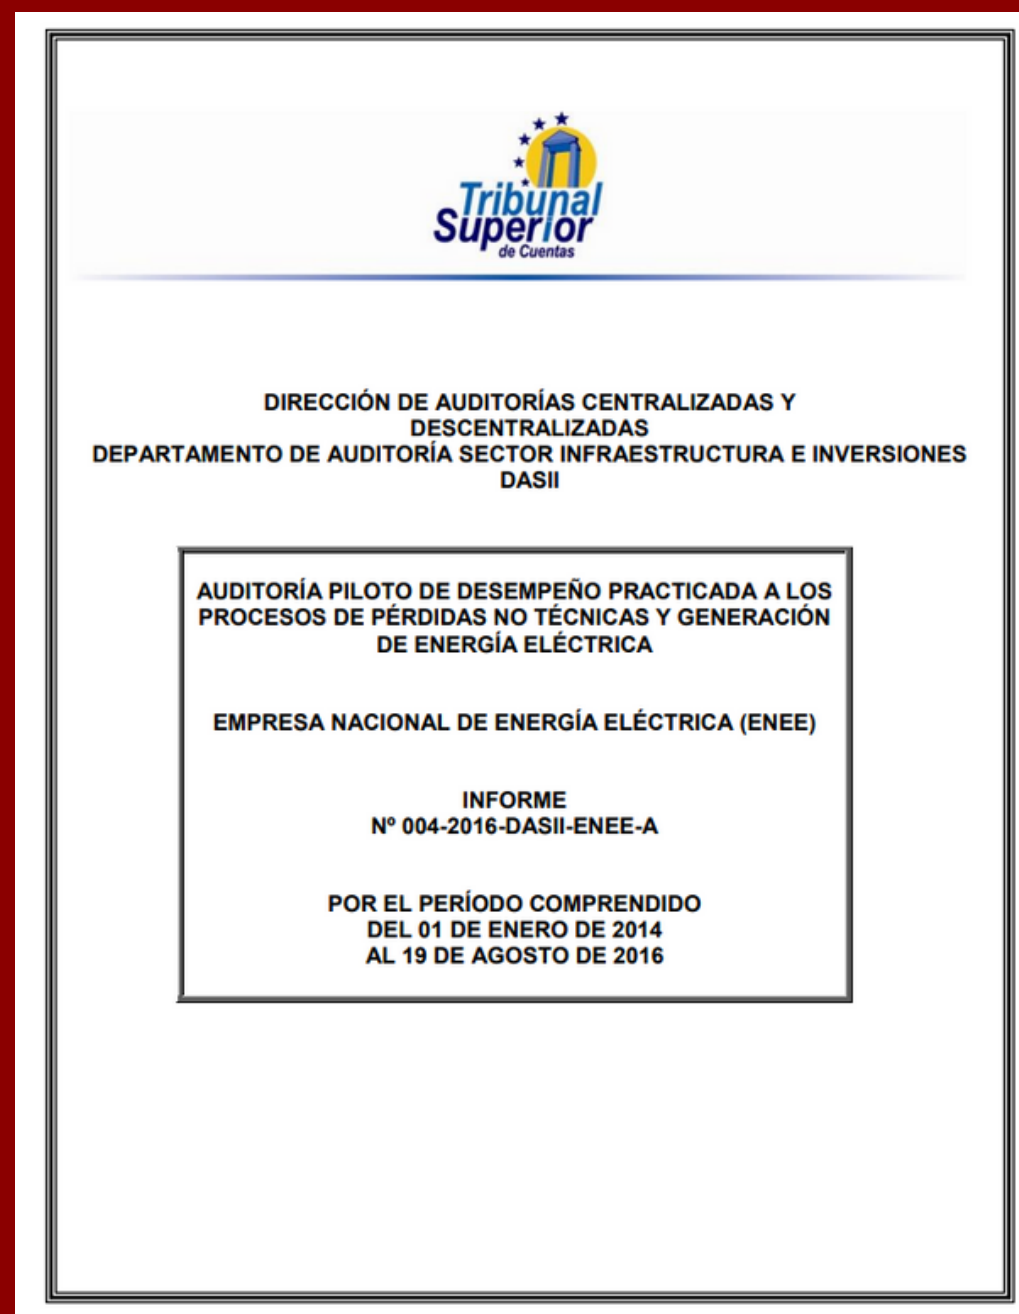 Tribunal
Superior
de Cuentas
DIRECCIÓN DE AUDITORÍAS CENTRALIZADAS Y
DESCENTRALIZADAS
DEPARTAMENTO DE AUDITORÍA SECTOR INFRAESTRUCTURA E INVERSIONES
DASII
AUDITORÍA PILOTO DE DESEMPEÑO PRACTICADA A LOS
PROCESOS DE PÉRDIDAS NO TÉCNICAS Y GENERACIÓN
DE ENERGÍA ELÉCTRICA
EMPRESA NACIONAL DE ENERGÍA ELÉCTRICA (ENEE)
INFORME
Nº 004-2016-DASII-ENEE-A
POR EL PERÍODO COMPRENDIDO
DEL 01 DE ENERO DE 2014
AL 19 DE AGOSTO DE 2016